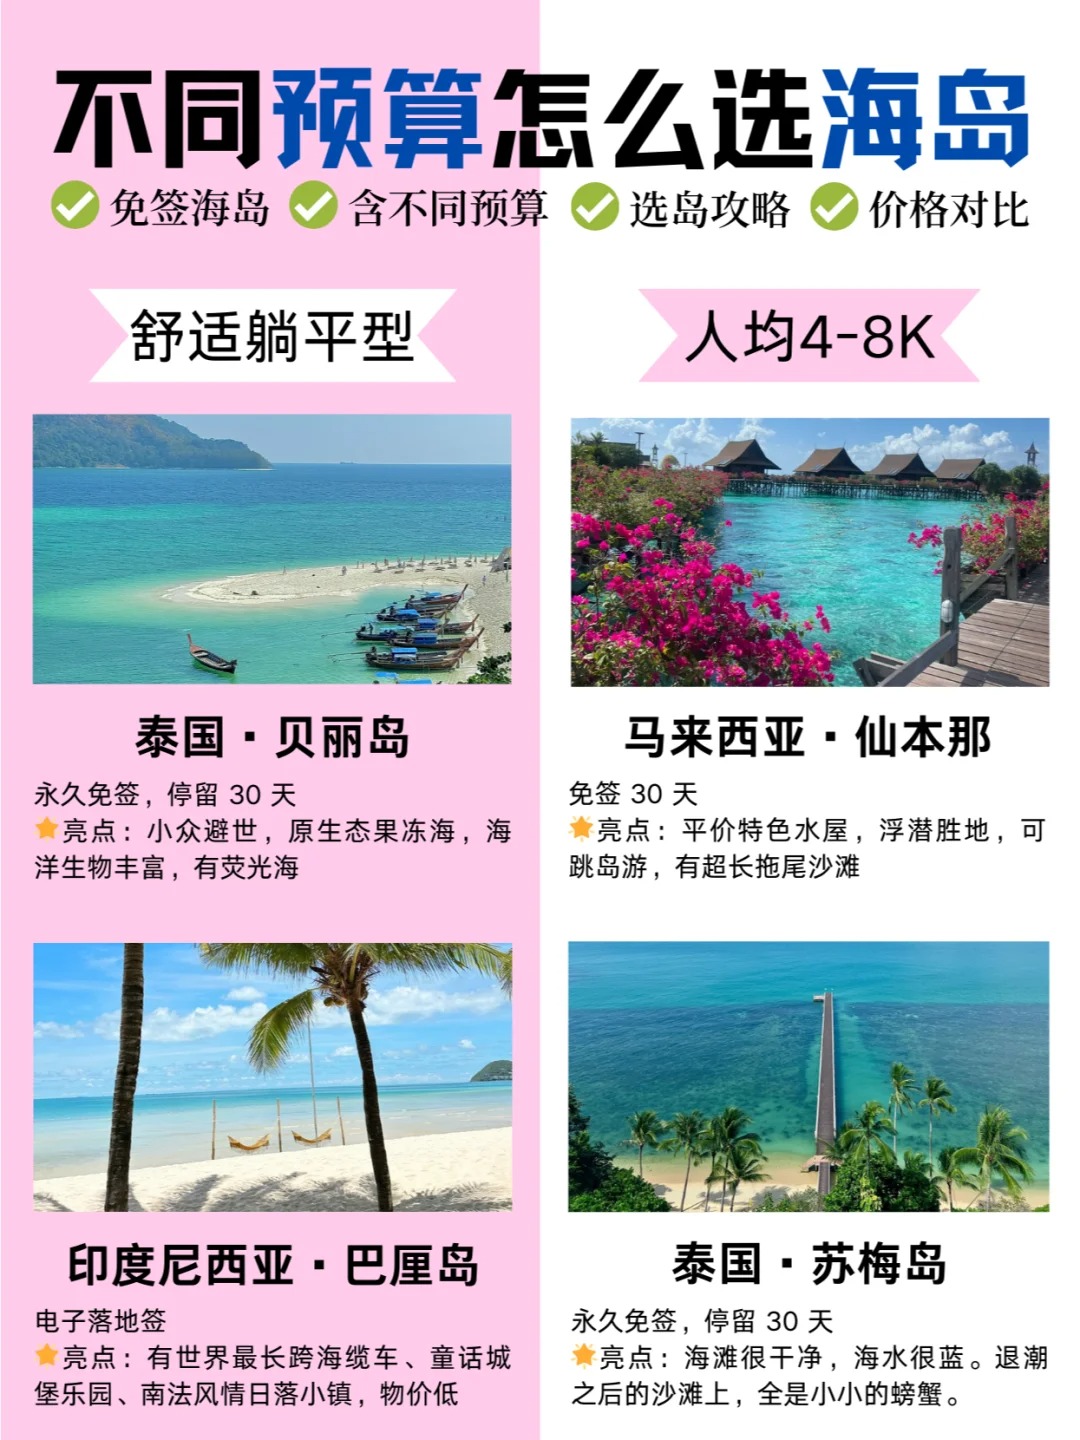 不同预算怎么选海岛
免签海岛 含不同预算 选岛攻略 价格对比
舒适躺平型
人均4-8K
泰国·贝丽岛
永久免签，停留 30 天
亮点：小众避世，原生态果冻海，海
洋生物丰富，有荧光海
马来西亚·仙本那
免签 30 天
亮点：平价特色水屋，浮潜胜地，可
跳岛游，有超长拖尾沙滩
印度尼西亚·巴厘岛
电子落地签
亮点：有世界最长跨海缆车、童话城
堡乐园、南法风情日落小镇，物价低
泰国·苏梅岛
永久免签，停留 30 天
亮点：海滩很干净，海水很蓝。退潮
之后的沙滩上，全是小小的螃蟹。